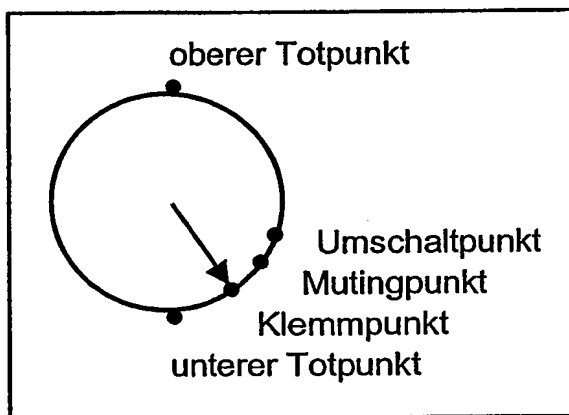 oberer Totpunkt
Umschaltpunkt
Mutingpunkt
Klemmpunkt
unterer Totpunkt